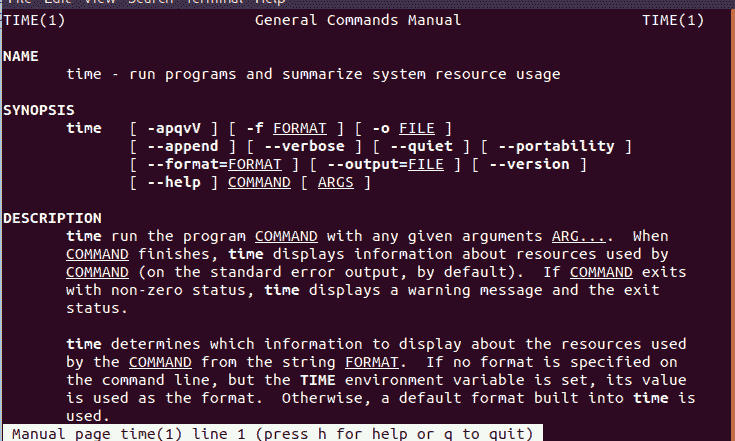 File Edit View Search Terminal Help
TIME(1) General Commands Manual TIME(1)
NAME
time - run programs and summarize system resource usage
SYNOPSIS
time [ -apqvV ] [ -f FORMAT ] [ -o FILE ]
[ --append ] [ --verbose ] [ --quiet ] [ --portability ]
[ --format=FORMAT ] [ --output=FILE ] [ --version ]
[ --help ] COMMAND [ ARGS ]
DESCRIPTION
time run the program COMMAND with any given arguments ARG.... When
COMMAND finishes, time displays information about resources used by
COMMAND (on the standard error output, by default). If COMMAND exits
with non-zero status, time displays a warning message and the exit
status.
time determines which information to display about the resources used
by the COMMAND from the string FORMAT. If no format is specified on
the command line, but the TIME environment variable is set, its value
is used as the format. Otherwise, a default format built into time is
used.
Manual page time(1) line 1 (press h for help or q to quit)